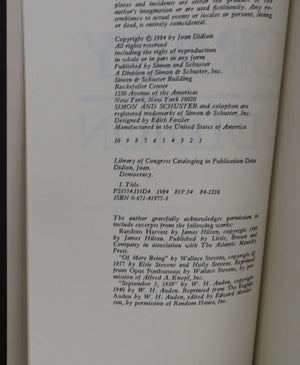 places and incidents are either the product of the
author's imagination or are used fictitiously. Any re-
semblance to actual events or locales or persons, living
or dead, is entirely coincidental.
Copyright © 1984 by Joan Didion
All rights reserved
including the right of reproduction
in whole or in part in any form
Published by Simon and Schuster
A Division of Simon & Schuster, Inc.
Simon & Schuster Building
Rockefeller Center
1230 Avenue of the Americas
New York, New York 10020
SIMON AND SCHUSTER and colophon are
registered trademarks of Simon & Schuster, Inc.
Designed by Edith Fowler
Manufactured in the United States of America
10 9 8 7 6 5 4 3 2 1
Library of Congress Cataloging in Publication Data
Didion, Joan.
Democracy.
I. Title.
PS3554.I33D4 1984 813'.54 84-1216
ISBN 0-671-41977-3
The author gratefully acknowledges permission to
include excerpts from the following works:
Random Harvest by James Hilton, copyright 1941
by James Hilton. Published by Little, Brown and
Company in association with The Atlantic Monthly
Press.
"Of Mere Being" by Wallace Stevens, copyright ©
1957 by Elsie Stevens and Holly Stevens. Reprinted
from Opus Posthumous by Wallace Stevens, by per-
mission of Alfred A. Knopf, Inc.
"September 1, 1939" by W. H. Auden, copyright
1940 by W. H. Auden. Reprinted from The English
Auden by W. H. Auden, edited by Edward Mendel-
son, by permission of Random House, Inc.